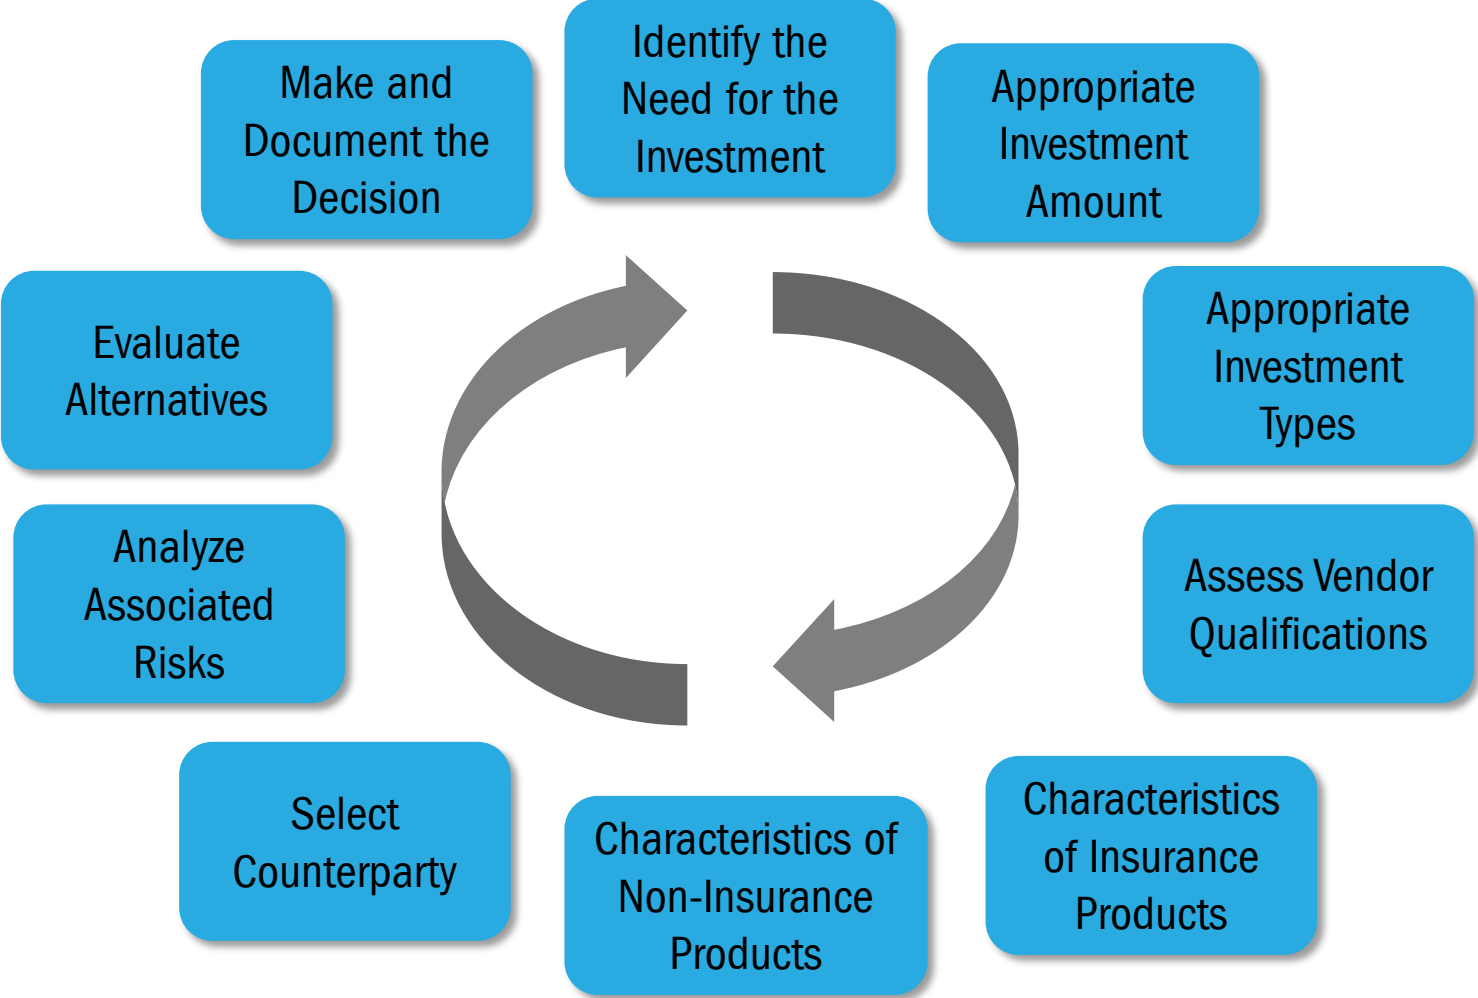 Identify the
Need for the
Investment
Appropriate
Investment
Amount
Appropriate
Investment
Types
Assess Vendor
Qualifications
Characteristics
of Insurance
Products
Characteristics of
Non-Insurance
Products
Select
Counterparty
Analyze
Associated
Risks
Evaluate
Alternatives
Make and
Document the
Decision